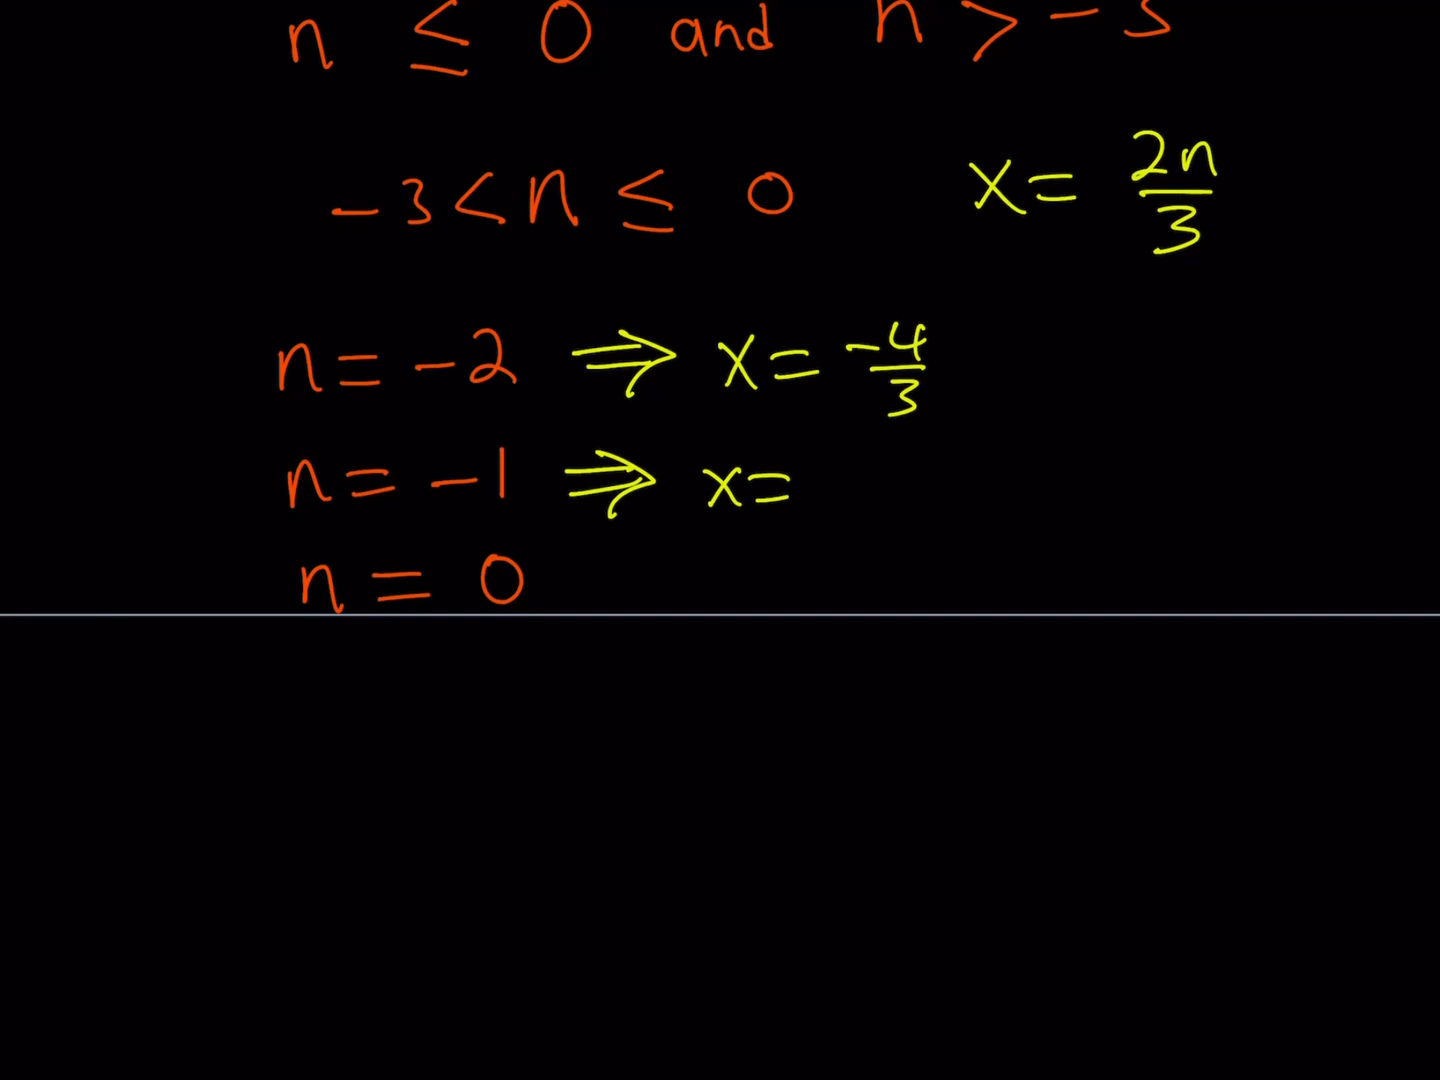 n ≤ 0 and n > -3
-3 < n ≤ 0
x = 2n/3
n = -2 ⇒ x = -4/3
n = -1 ⇒ x =
n = 0